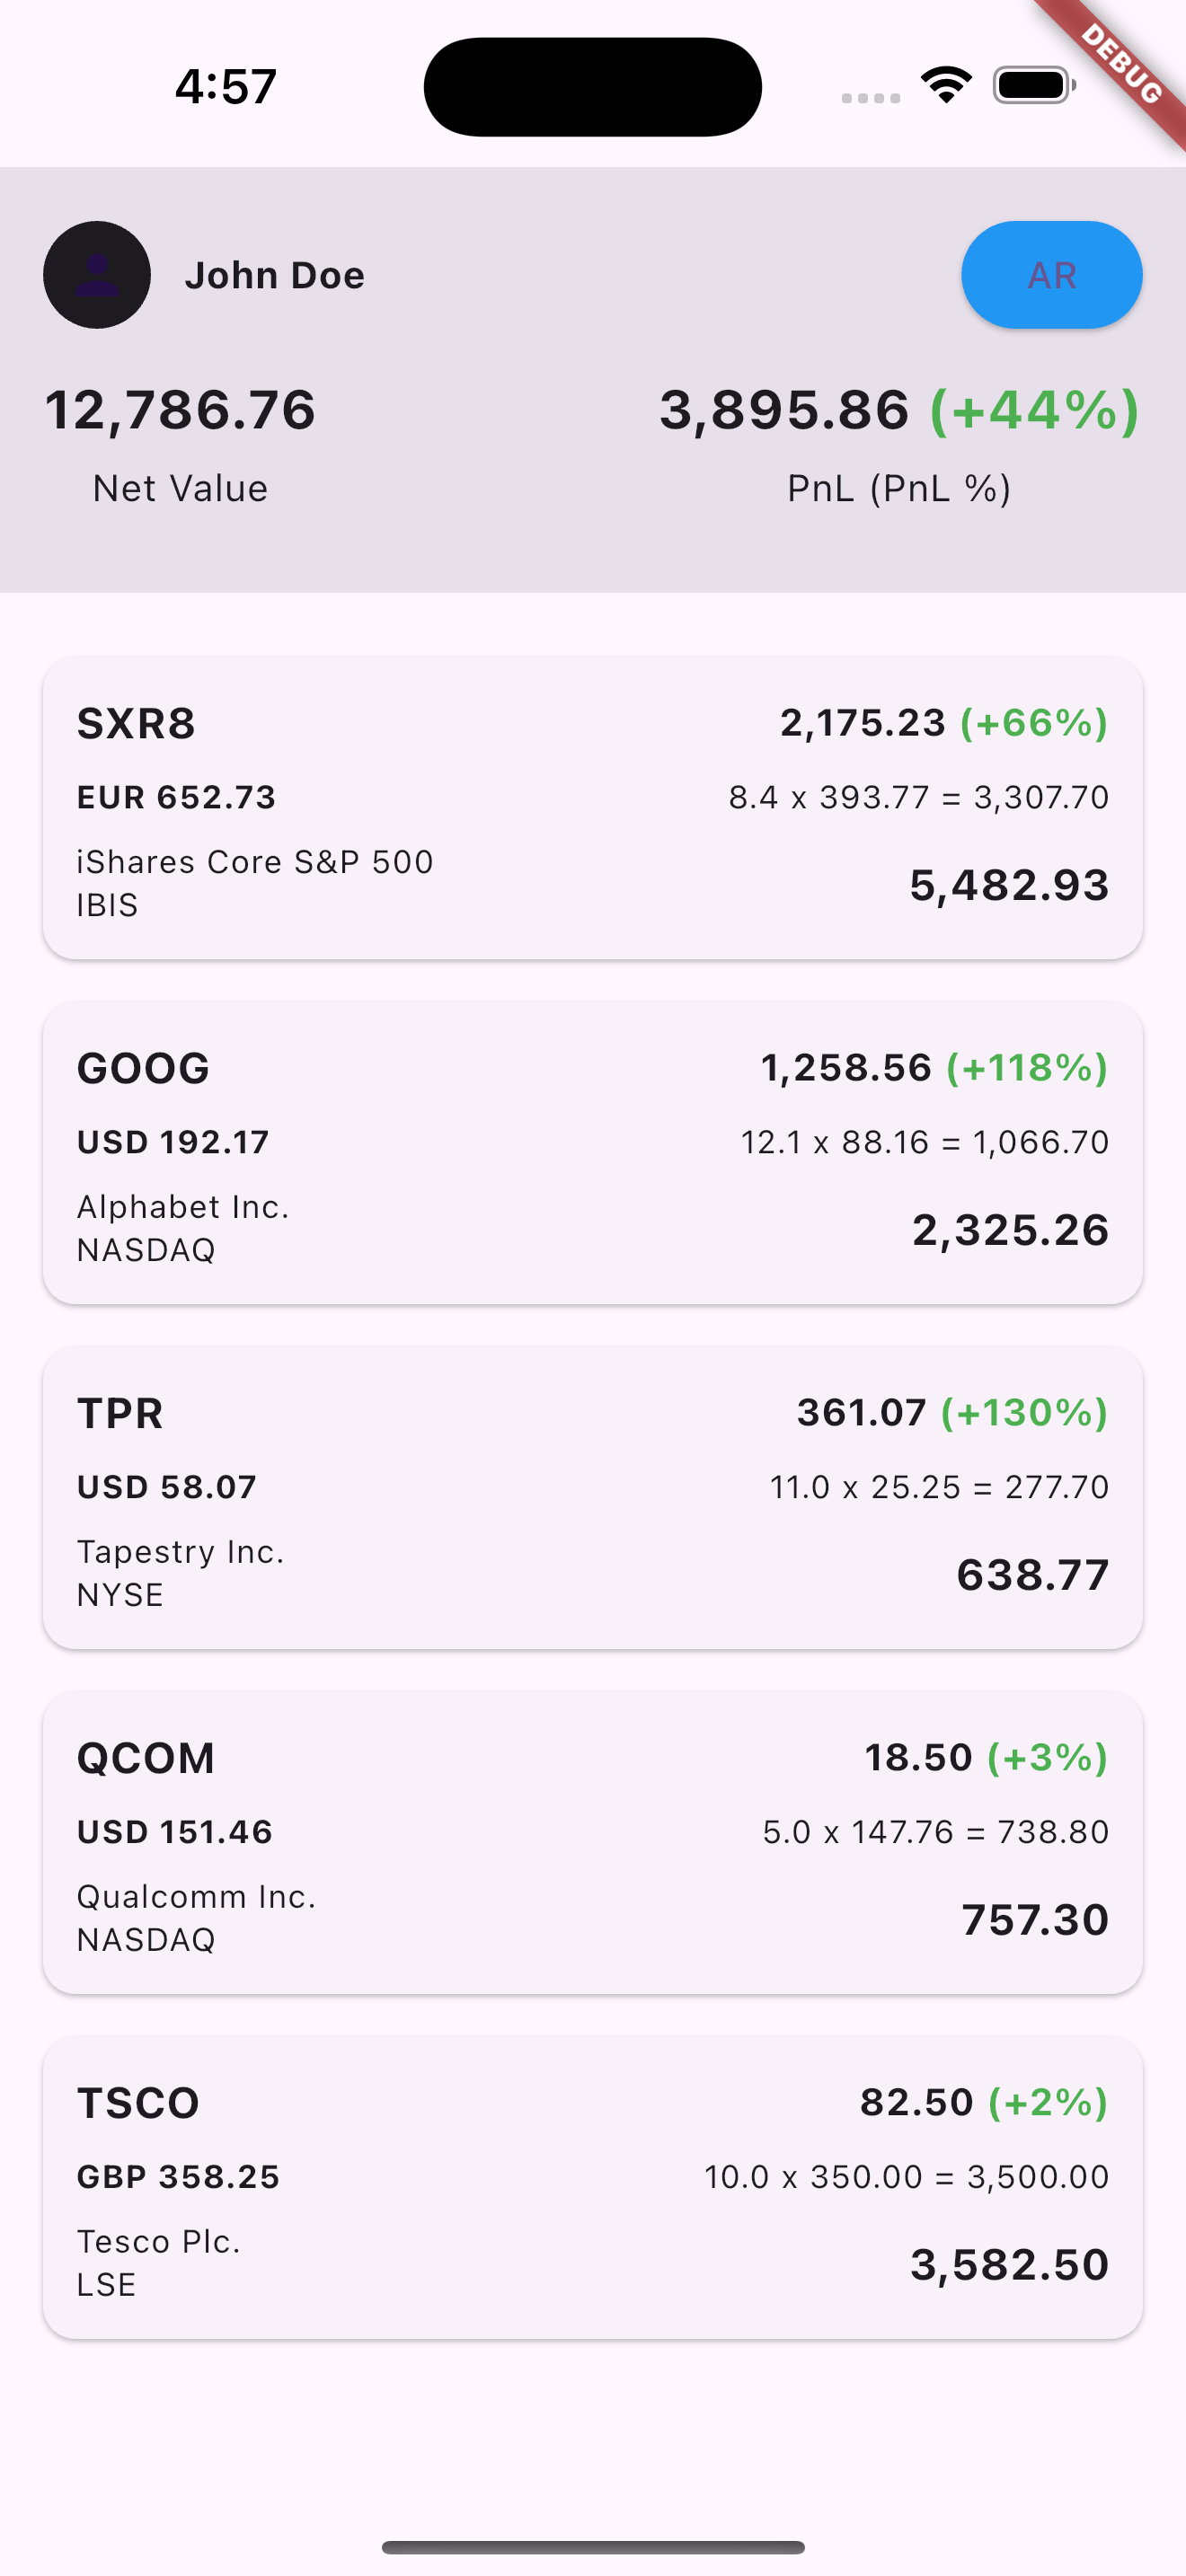 4:57
DEBUG
John Doe
AR
12,786.76
3,895.86 (+44%)
Net Value
PnL (PnL %)
SXR8
2,175.23 (+66%)
EUR 652.73
8.4 x 393.77 = 3,307.70
iShares Core S&P 500
IBIS
5,482.93
GOOG
1,258.56 (+118%)
USD 192.17
12.1 x 88.16 = 1,066.70
Alphabet Inc.
NASDAQ
2,325.26
TPR
361.07 (+130%)
USD 58.07
11.0 x 25.25 = 277.70
Tapestry Inc.
NYSE
638.77
QCOM
18.50 (+3%)
USD 151.46
5.0 x 147.76 = 738.80
Qualcomm Inc.
NASDAQ
757.30
TSCO
82.50 (+2%)
GBP 358.25
10.0 x 350.00 = 3,500.00
Tesco Plc.
LSE
3,582.50